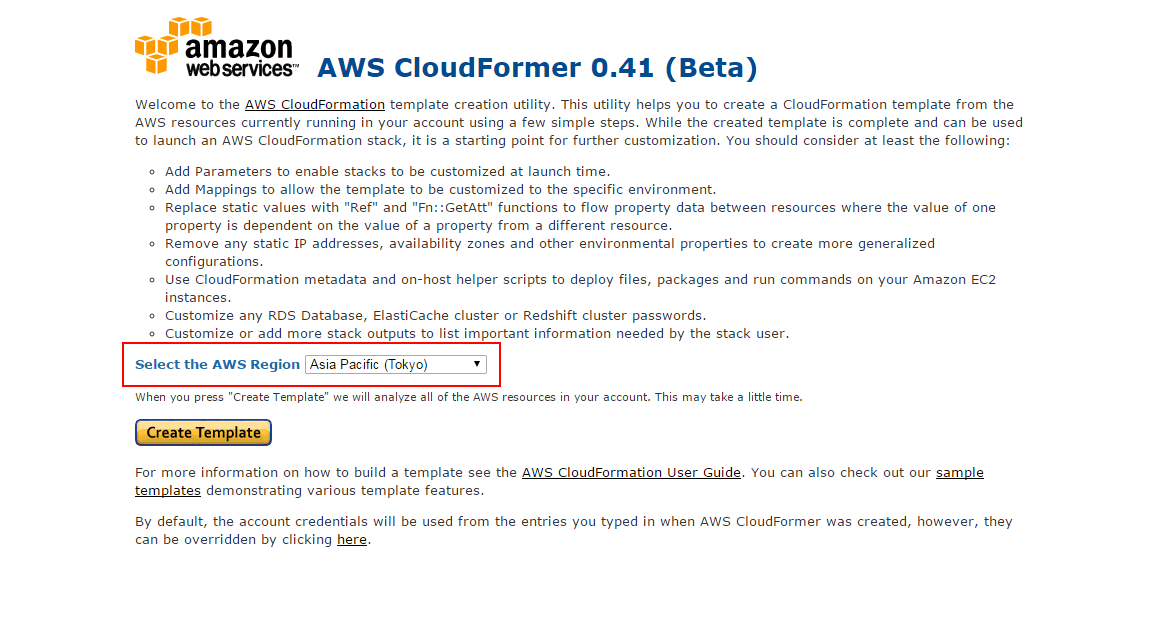 amazon
web services™
AWS CloudFormer 0.41 (Beta)
Welcome to the AWS CloudFormation template creation utility. This utility helps you to create a CloudFormation template from the
AWS resources currently running in your account using a few simple steps. While the created template is complete and can be used
to launch an AWS CloudFormation stack, it is a starting point for further customization. You should consider at least the following:
Add Parameters to enable stacks to be customized at launch time.
Add Mappings to allow the template to be customized to the specific environment.
Replace static values with "Ref" and "Fn::GetAtt" functions to flow property data between resources where the value of one
property is dependent on the value of a property from a different resource.
Remove any static IP addresses, availability zones and other environmental properties to create more generalized
configurations.
Use CloudFormation metadata and on-host helper scripts to deploy files, packages and run commands on your Amazon EC2
instances.
Customize any RDS Database, ElastiCache cluster or Redshift cluster passwords.
Customize or add more stack outputs to list important information needed by the stack user.
Select the AWS Region Asia Pacific (Tokyo)
When you press "Create Template" we will analyze all of the AWS resources in your account. This may take a little time.
Create Template
For more information on how to build a template see the AWS CloudFormation User Guide. You can also check out our sample
templates demonstrating various template features.
By default, the account credentials will be used from the entries you typed in when AWS CloudFormer was created, however, they
can be overridden by clicking here.